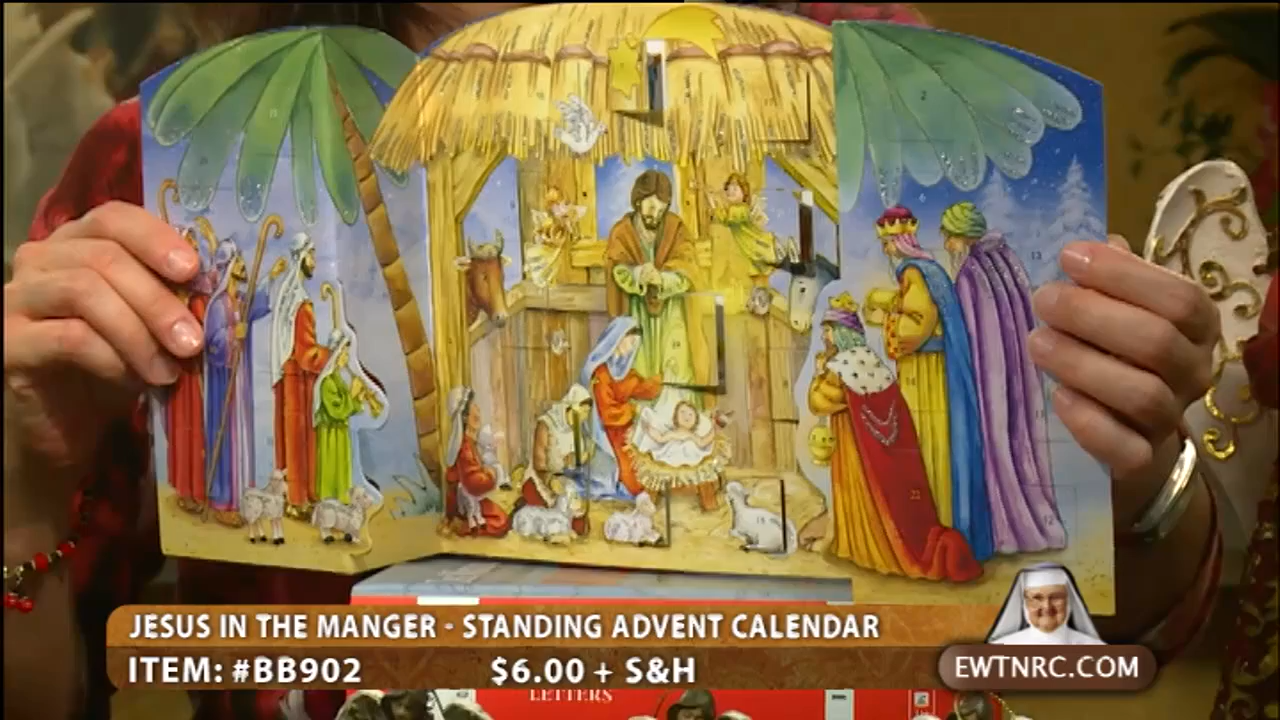 JESUS IN THE MANGER - STANDING ADVENT CALENDAR
ITEM: #BB902 $6.00 + S&H
EWTNRC.COM
LETTERS